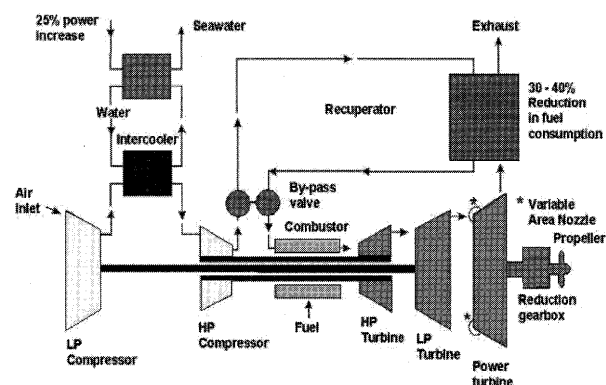 25% power
increase
Seawater
Exhaust
Water
Intercooler
Recuperator
30 - 40%
Reduction
in fuel
consumption
Air
Inlet
By-pass
valve
Combustor
* Variable
Area Nozzle
*
Propeller
LP
Compressor
HP
Compressor
Fuel
HP
Turbine
LP
Turbine
*
Reduction
gearbox
Power
turbine